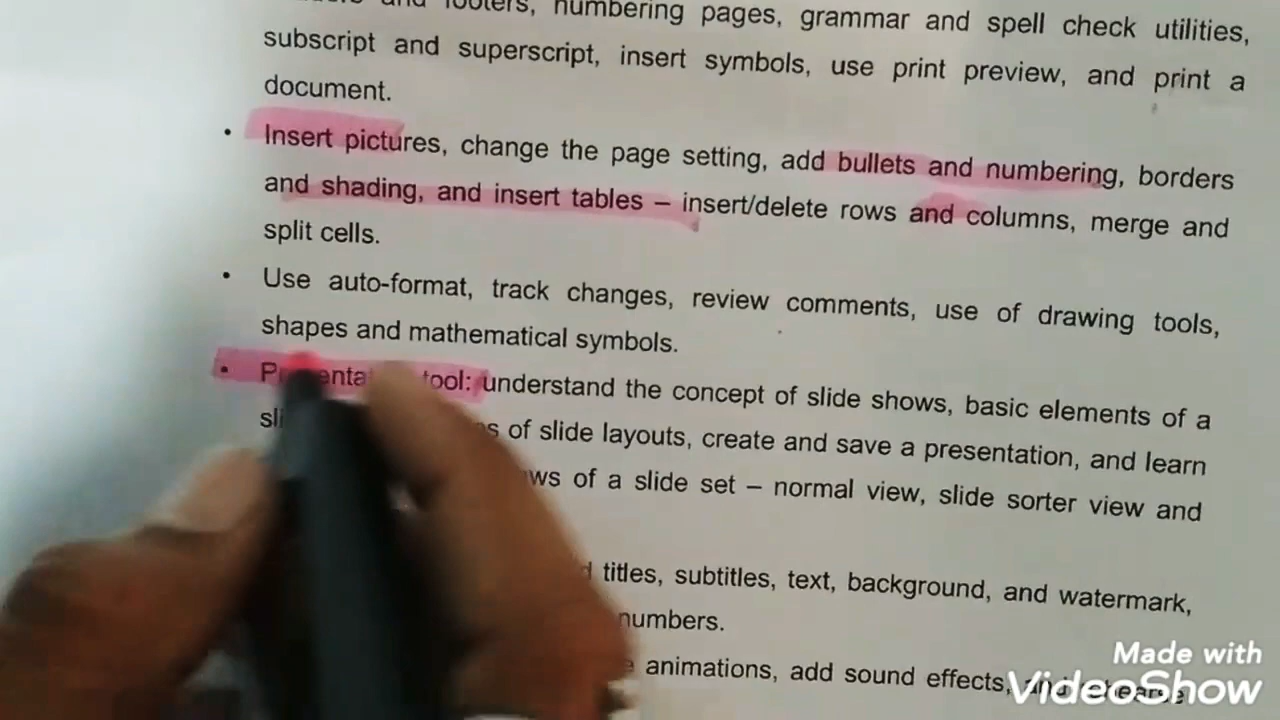 and footers, numbering pages, grammar and spell check utilities,
subscript and superscript, insert symbols, use print preview, and print a
document.
• Insert pictures, change the page setting, add bullets and numbering, borders
and shading, and insert tables – insert/delete rows and columns, merge and
split cells.
• Use auto-format, track changes, review comments, use of drawing tools,
shapes and mathematical symbols.
• tool: understand the concept of slide shows, basic elements of a
of slide layouts, create and save a presentation, and learn
of a slide set – normal view, slide sorter view and
titles, subtitles, text, background, and watermark,
numbers.
animations, add sound effects, and rehearse
Made with
VideoShow